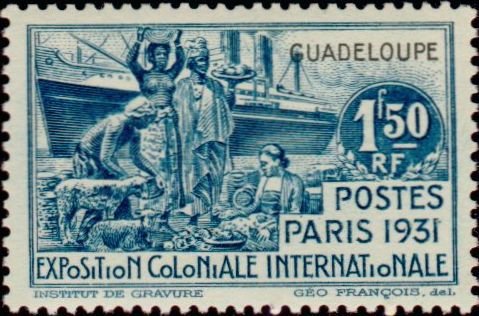 GUADELOUPE
1F50
RF
POSTES
PARIS 1931
EXPOSITION COLONIALE INTERNATIONALE
INSTITUT DE GRAVURE GÉO FRANÇOIS, del.